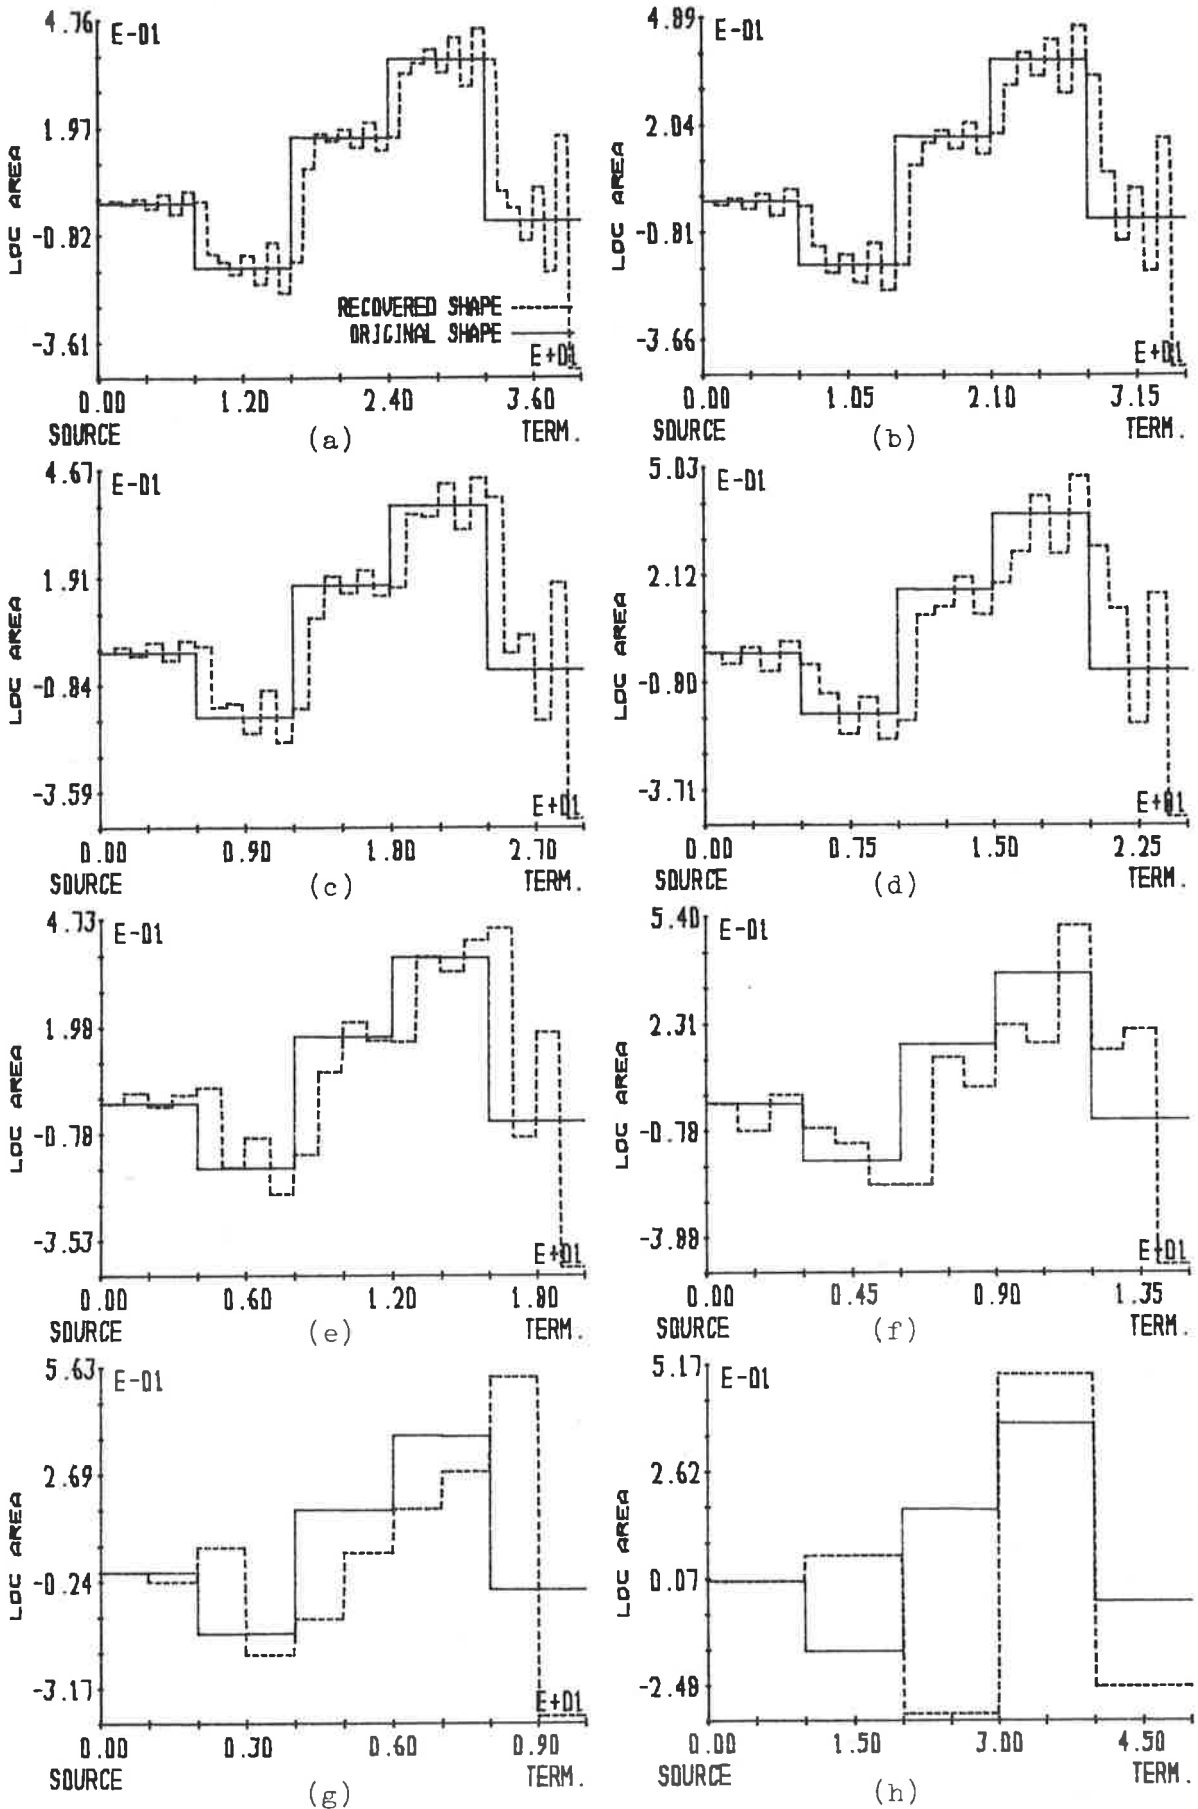 4.76
E-01
1.97
-0.82
-3.61
LOG AREA
RECOVERED SHAPE
ORIGINAL SHAPE
E+01
0.00 1.20 2.40 3.60
SOURCE (a) TERM.
4.89
E-01
2.04
-0.81
-3.66
LOG AREA
E+01
0.00 1.05 2.10 3.15
SOURCE (b) TERM.
4.67
E-01
1.91
-0.84
-3.59
LOG AREA
E+01
0.00 0.90 1.80 2.70
SOURCE (c) TERM.
5.03
E-01
2.12
-0.80
-3.71
LOG AREA
E+01
0.00 0.75 1.50 2.25
SOURCE (d) TERM.
4.73
E-01
1.98
-0.78
-3.53
LOG AREA
E+01
0.00 0.60 1.20 1.80
SOURCE (e) TERM.
5.40
E-01
2.31
-0.78
-3.88
LOG AREA
E+01
0.00 0.45 0.90 1.35
SOURCE (f) TERM.
5.63
E-01
2.69
-0.24
-3.17
LOG AREA
E+01
0.00 0.30 0.60 0.90
SOURCE (g) TERM.
5.17
E-01
2.62
0.07
-2.48
LOG AREA
0.00 1.50 3.00 4.50
SOURCE (h) TERM.